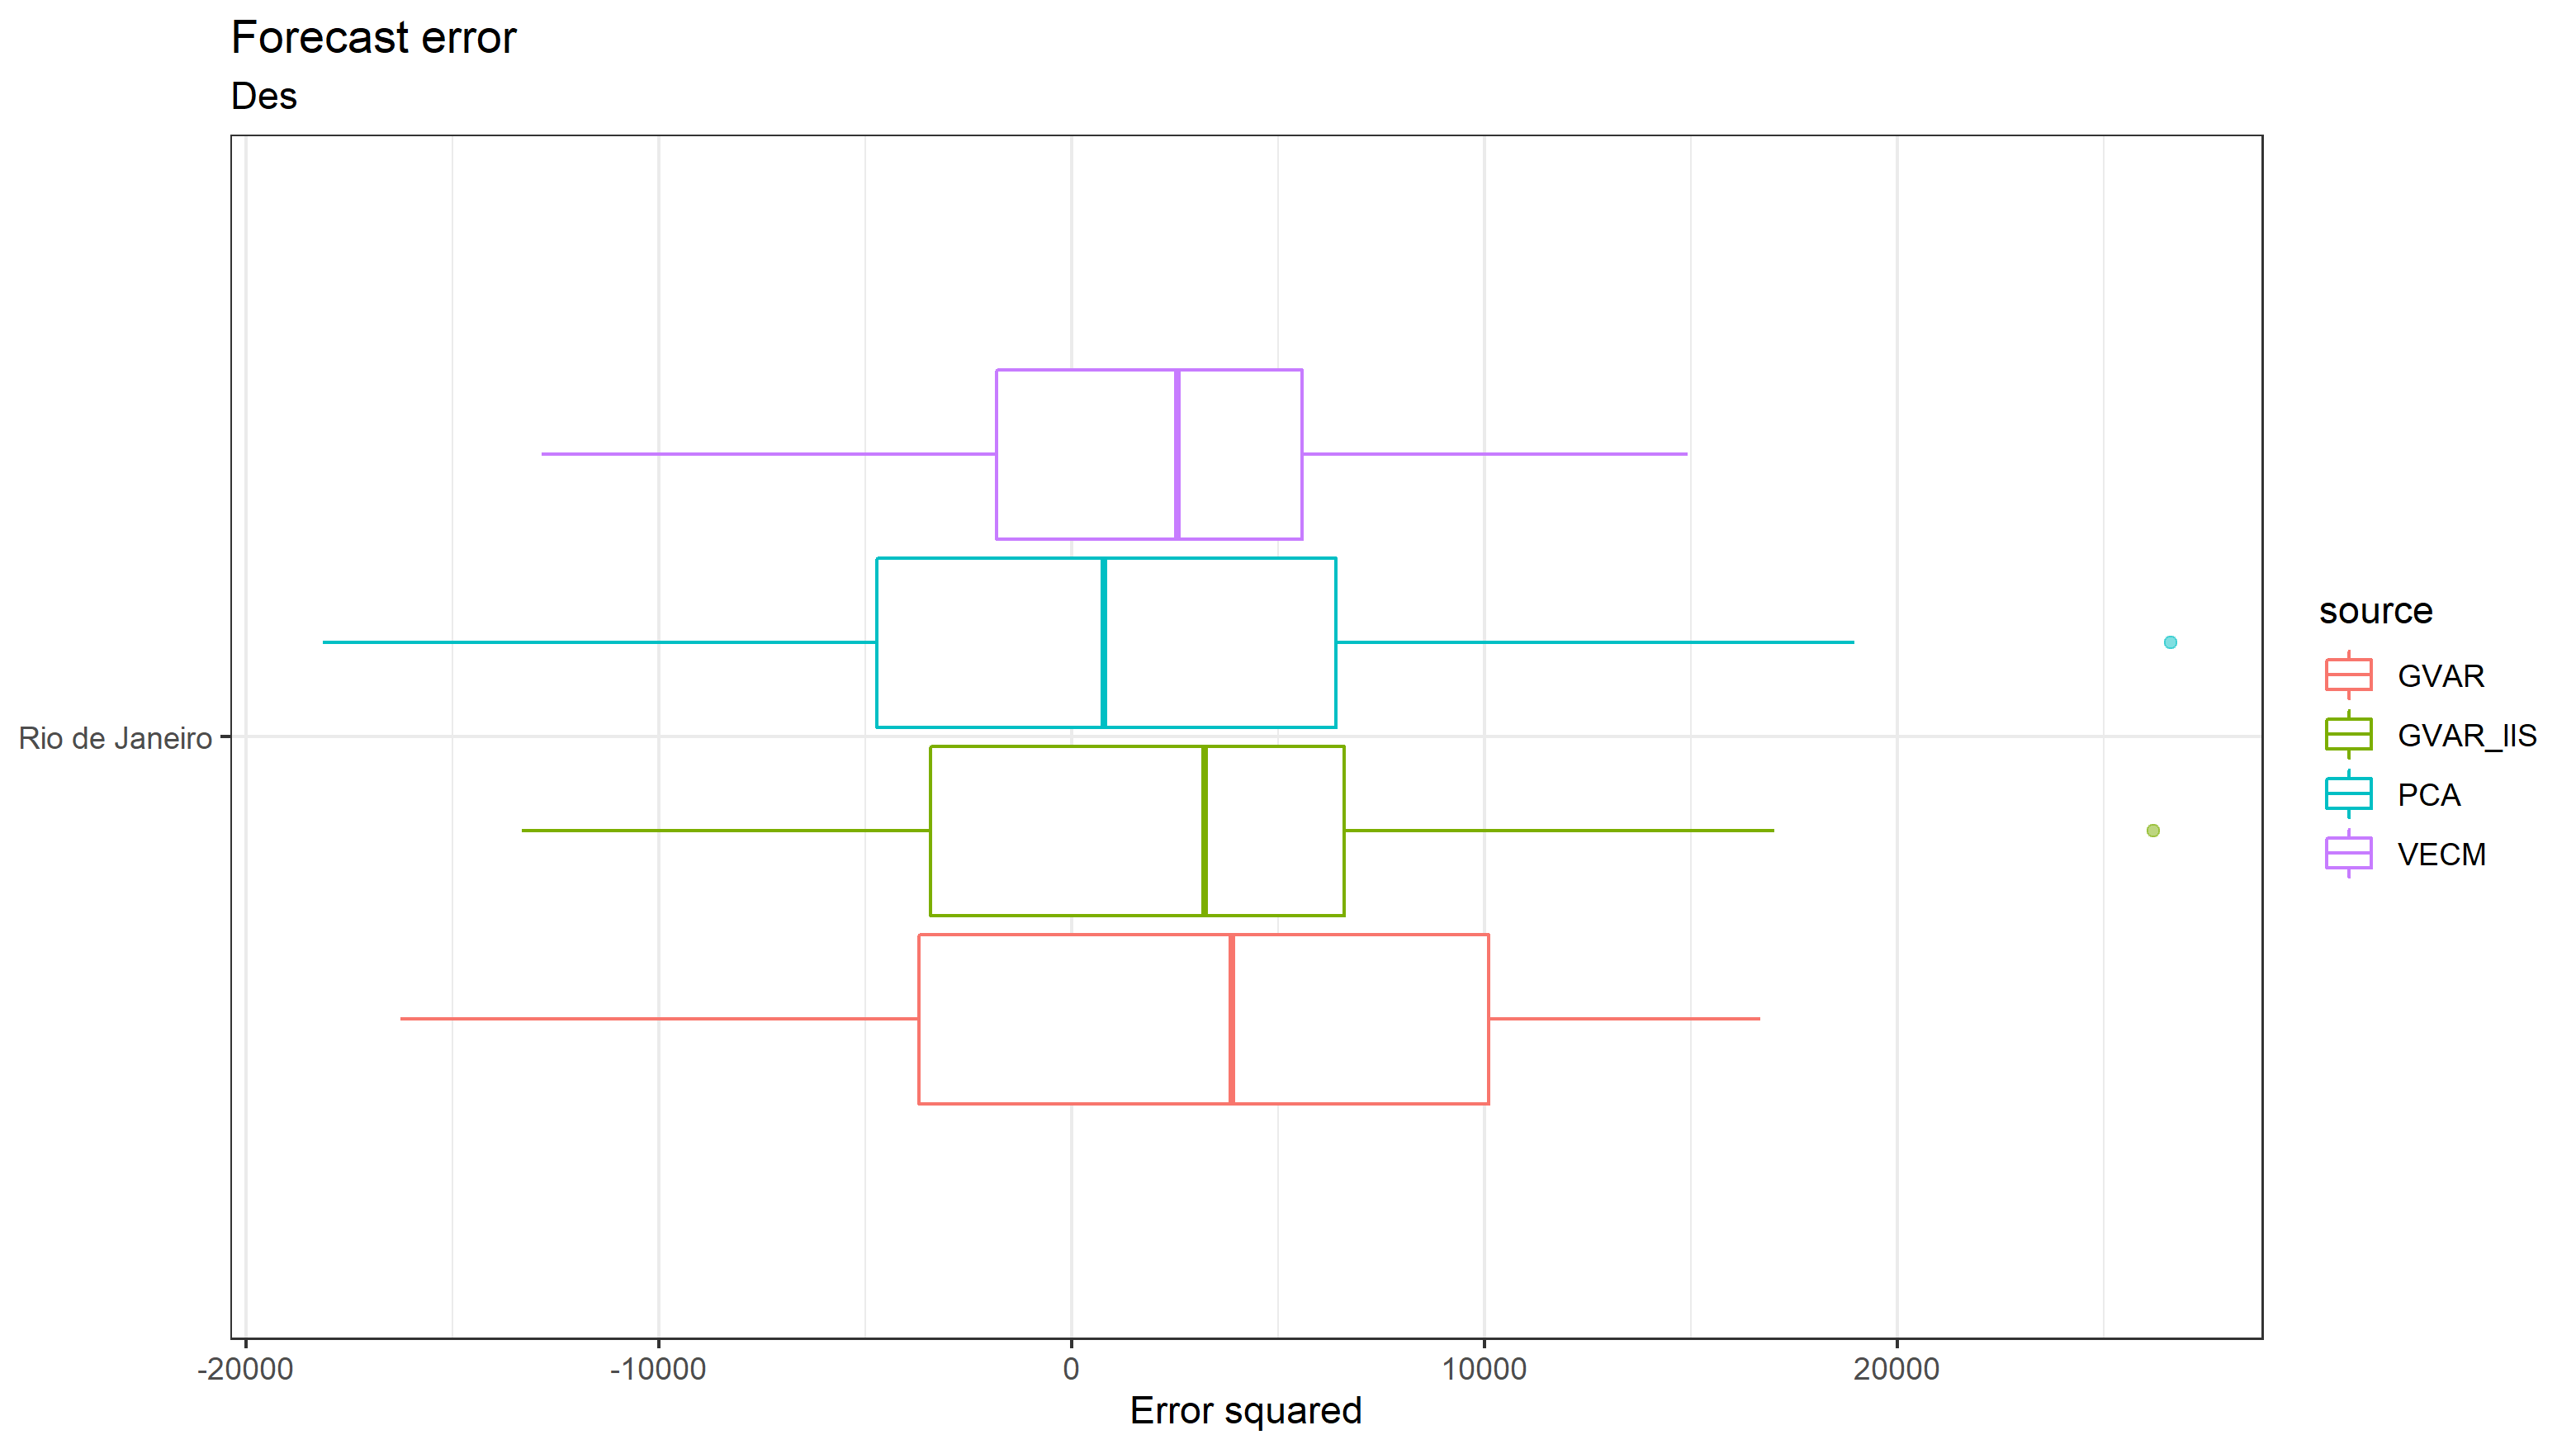 Forecast error
Des
Rio de Janeiro
-20000
-10000
0
10000
20000
Error squared
source
GVAR
GVAR_IIS
PCA
VECM